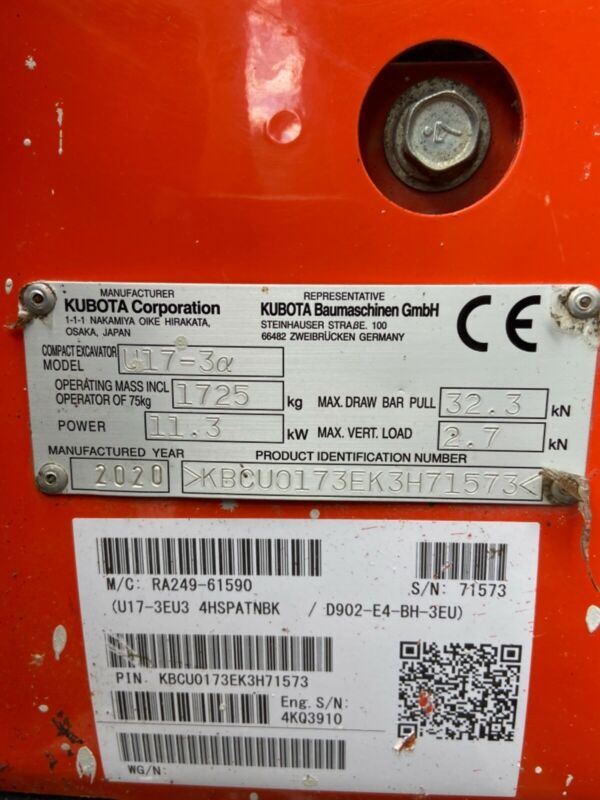 MANUFACTURER
KUBOTA Corporation
1-1-1 NAKAMIYA OIKE HIRAKATA,
OSAKA, JAPAN
REPRESENTATIVE
KUBOTA Baumaschinen GmbH
STEINHAUSER STRAßE. 100
66482 ZWEIBRÜCKEN GERMANY
CE
COMPACT EXCAVATOR
MODEL U17-3α
OPERATING MASS INCL
OPERATOR OF 75kg 1725 kg
MAX. DRAW BAR PULL 32.3 kN
POWER 11.3 kW
MAX. VERT. LOAD 2.7 kN
MANUFACTURED YEAR
2020
PRODUCT IDENTIFICATION NUMBER
>KBCU0173EK3H71573<
M/C: RA249-61590
S/N: 71573
(U17-3EU3 4HSPATNBK / D902-E4-BH-3EU)
PIN. KBCU0173EK3H71573
Eng. S/N:
4KQ3910
WG/N: